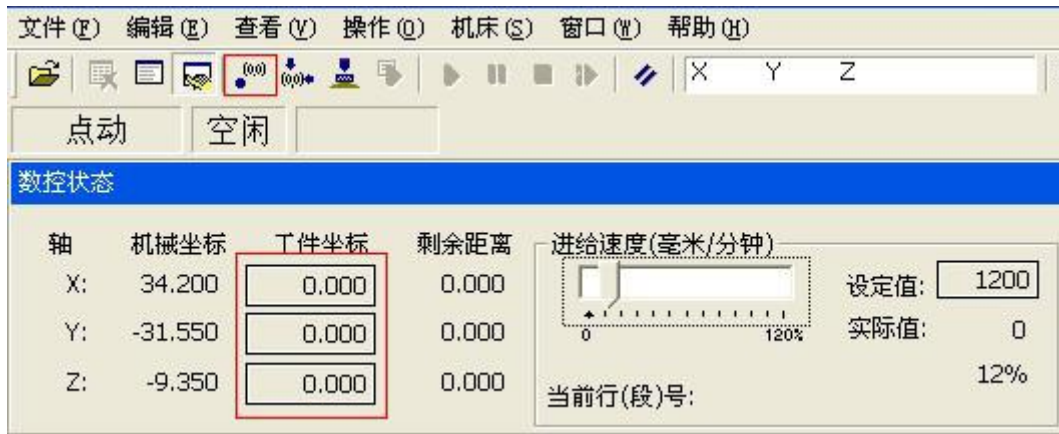 文件(F) 编辑(E) 查看(V) 操作(O) 机床(S) 窗口(W) 帮助(H)
X Y Z
点动 空闲
数控状态
轴 机械坐标 工件坐标 剩余距离 进给速度(毫米/分钟)
X: 34.200 0.000 0.000 设定值: 1200
0 120%
Y: -31.550 0.000 0.000 实际值: 0
Z: -9.350 0.000 0.000 12%
当前行(段)号: